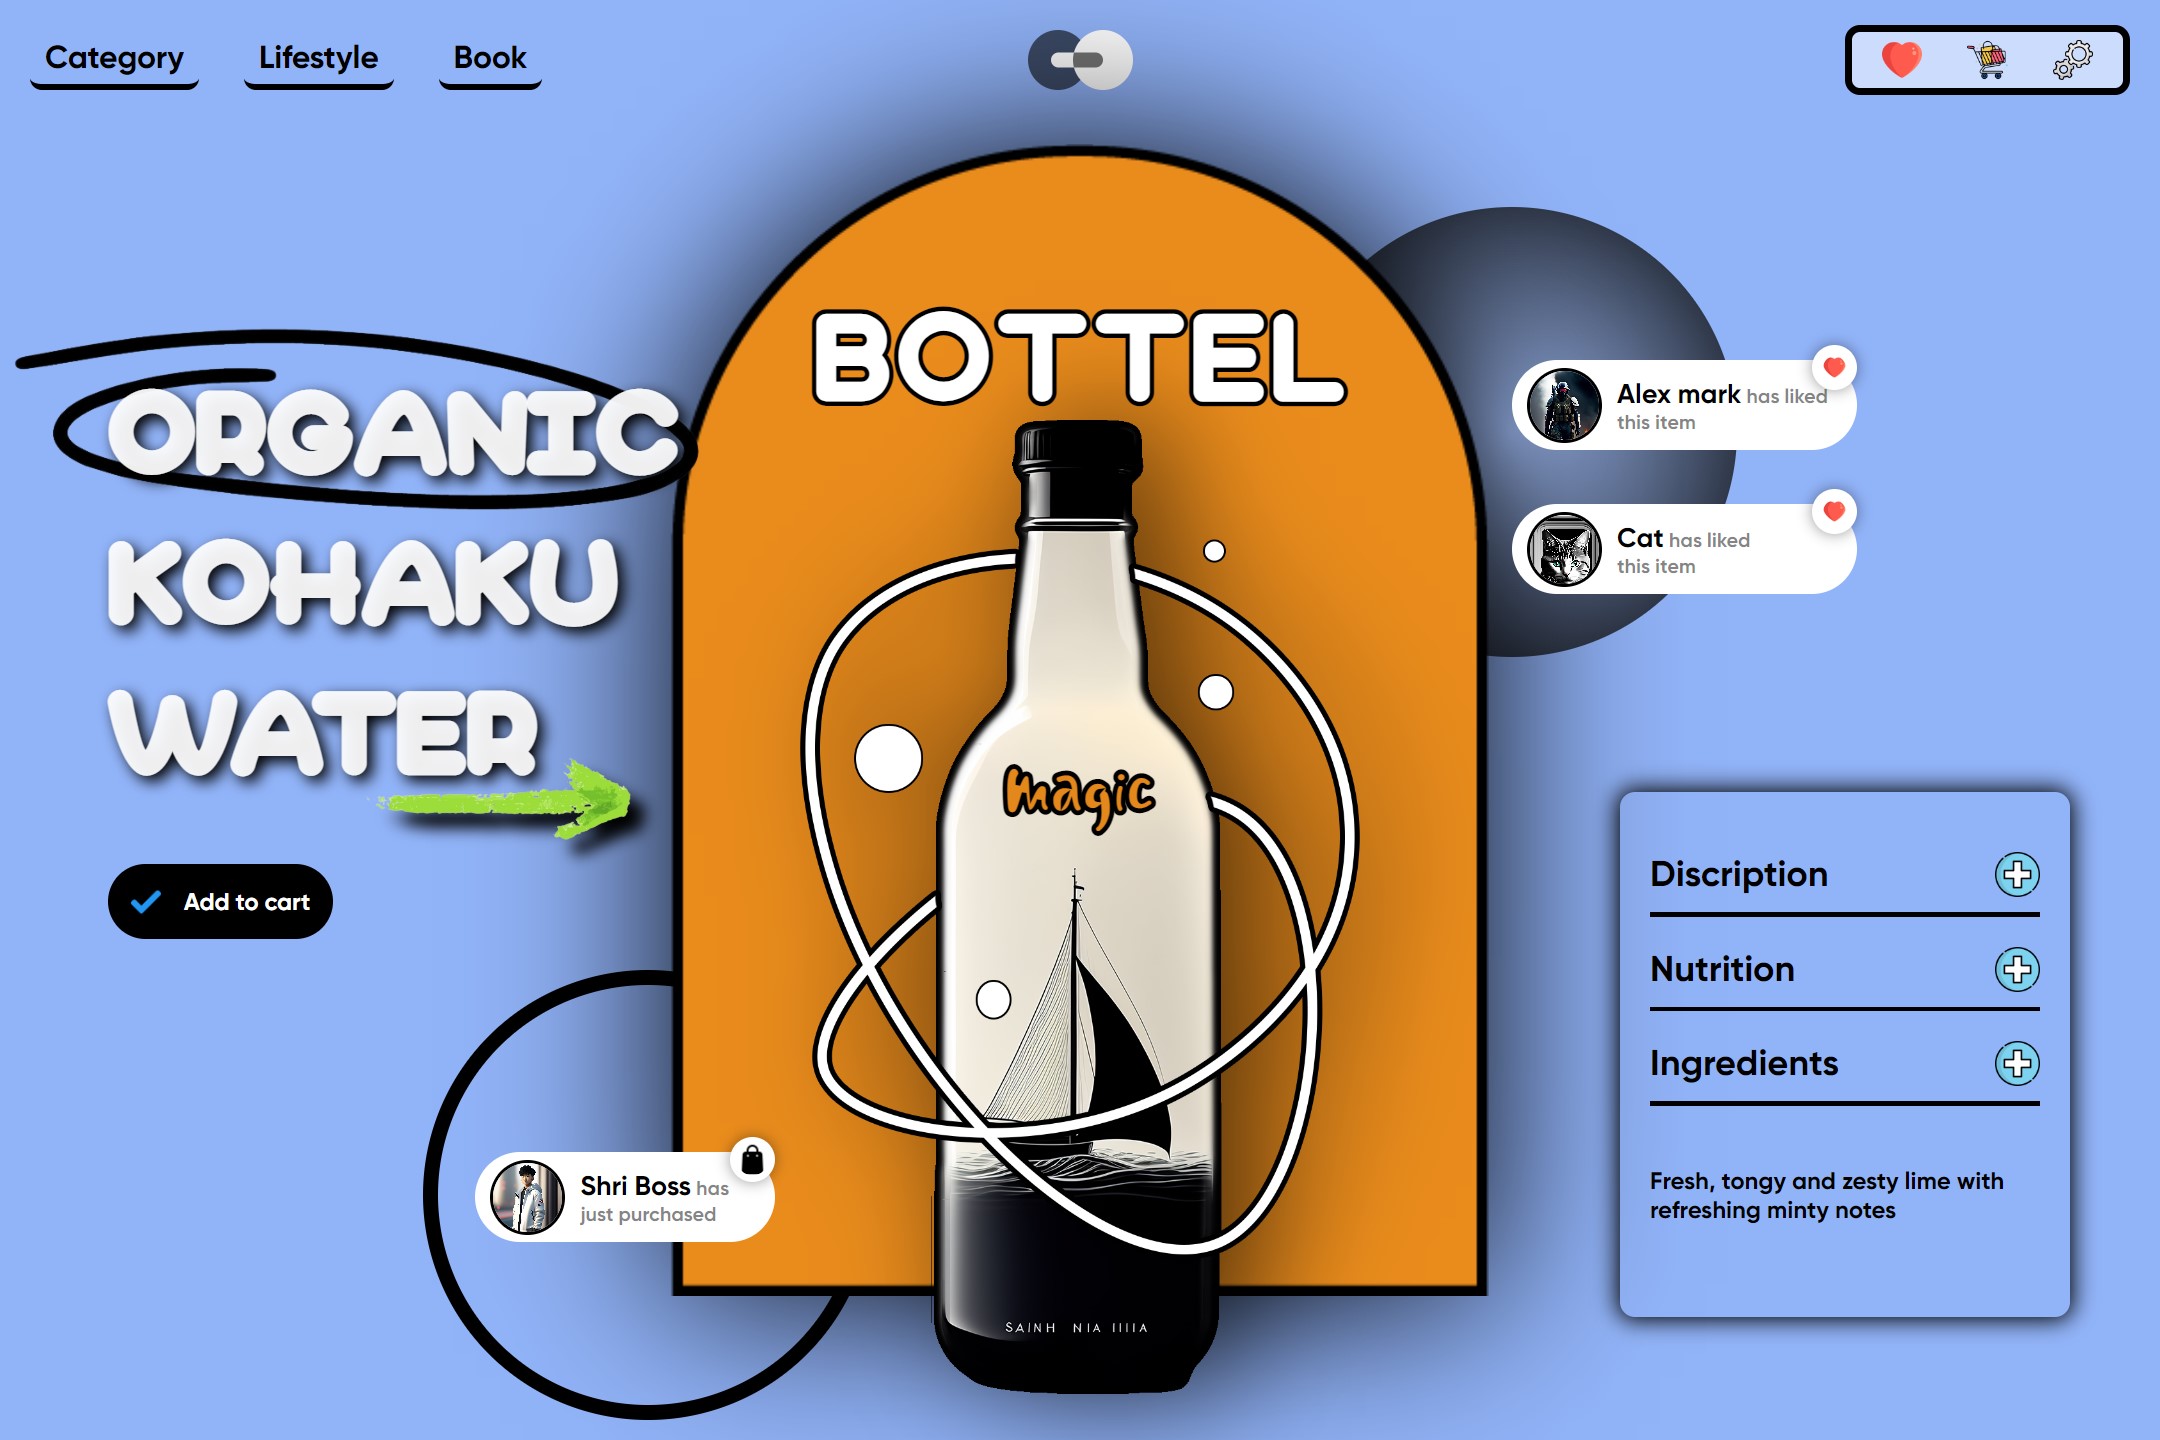 Category
Lifestyle
Book
BOTTEL
ORGANIC
KOHAKU
WATER
Add to cart
magic
SAINH NIA IIIIA
Alex mark has liked
this item
Cat has liked
this item
Shri Boss has
just purchased
Discription
Nutrition
Ingredients
Fresh, tongy and zesty lime with
refreshing minty notes